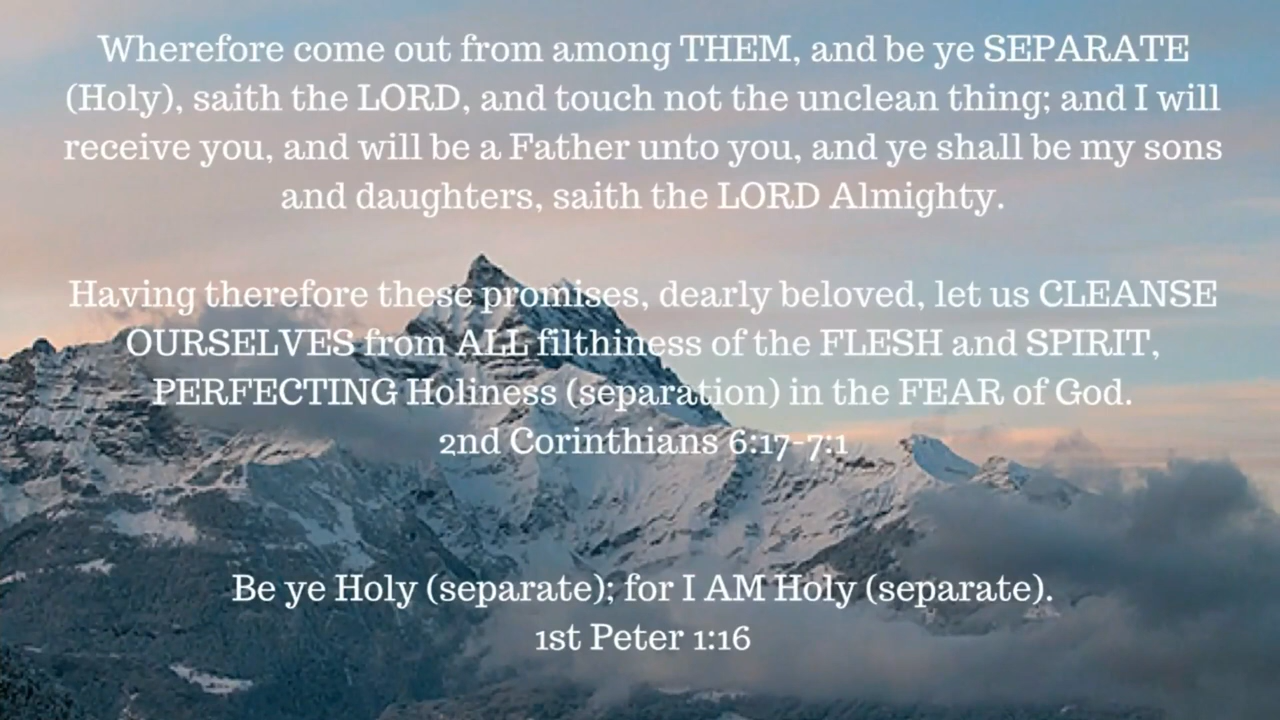 Wherefore come out from among THEM, and be ye SEPARATE
(Holy), saith the LORD, and touch not the unclean thing; and I will
receive you, and will be a Father unto you, and ye shall be my sons
and daughters, saith the LORD Almighty.
Having therefore these promises, dearly beloved, let us CLEANSE
OURSELVES from ALL filthiness of the FLESH and SPIRIT,
PERFECTING Holiness (separation) in the FEAR of God.
2nd Corinthians 6:17-7:1
Be ye Holy (separate); for I AM Holy (separate).
1st Peter 1:16